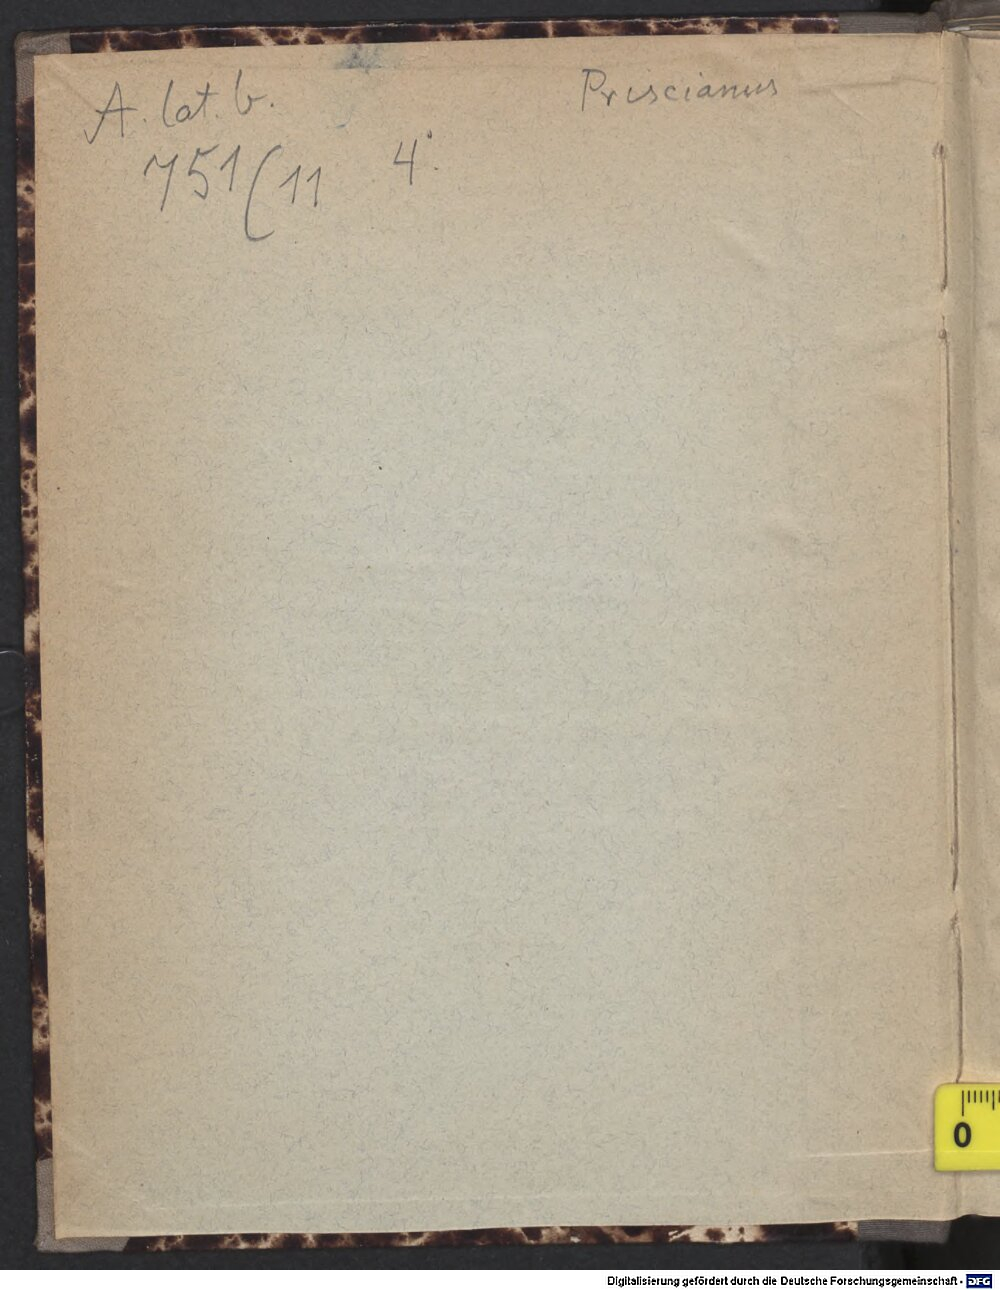 A. lat. b. Priscianus
751(11 4°.
0
Digitalisierung gefördert durch die Deutsche Forschungsgemeinschaft - DFG